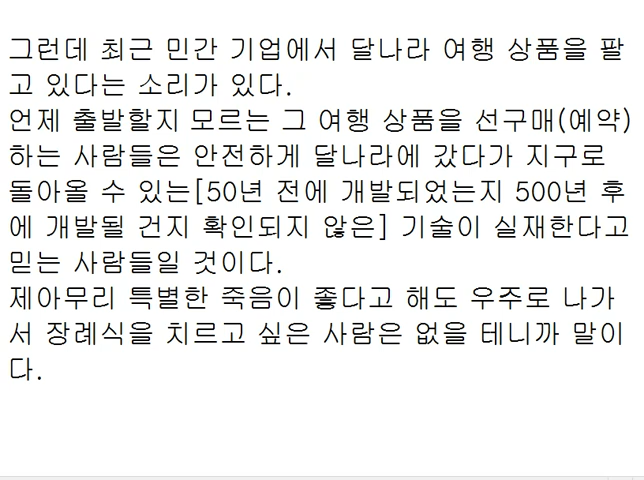 그런데 최근 민간 기업에서 달나라 여행 상품을 팔
고 있다는 소리가 있다.
언제 출발할지 모르는 그 여행 상품을 선구매(예약)
하는 사람들은 안전하게 달나라에 갔다가 지구로
돌아올 수 있는[50년 전에 개발되었는지 500년 후
에 개발될 건지 확인되지 않은] 기술이 실재한다고
믿는 사람들일 것이다.
제아무리 특별한 죽음이 좋다고 해도 우주로 나가
서 장례식을 치르고 싶은 사람은 없을 테니까 말이
다.